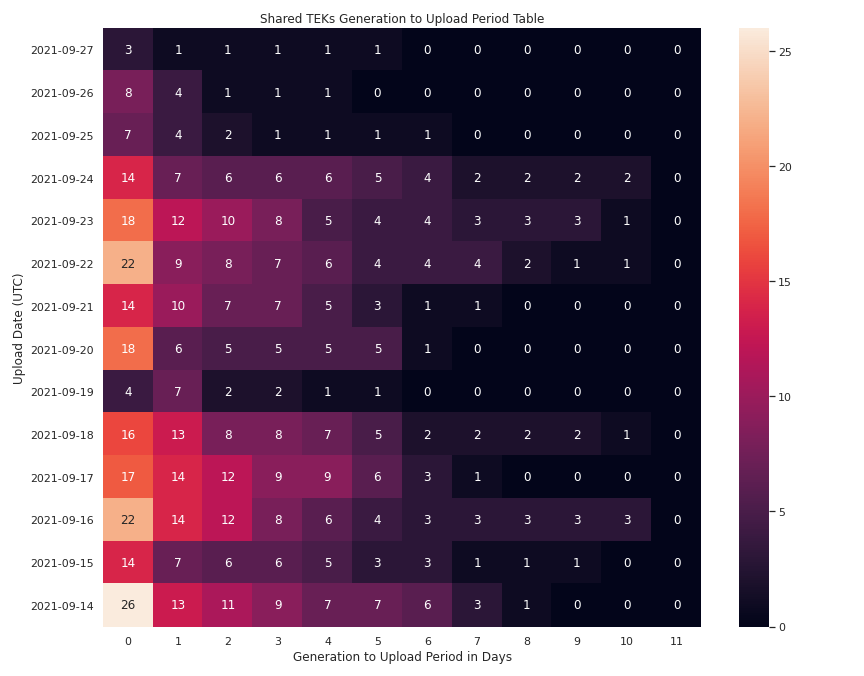 Shared TEKs Generation to Upload Period Table
Upload Date (UTC)
2021-09-27 3 1 1 1 1 1 0 0 0 0 0 0
2021-09-26 8 4 1 1 1 0 0 0 0 0 0 0
2021-09-25 7 4 2 1 1 1 1 0 0 0 0 0
2021-09-24 14 7 6 6 6 5 4 2 2 2 2 0
2021-09-23 18 12 10 8 5 4 4 3 3 3 1 0
2021-09-22 22 9 8 7 6 4 4 4 2 1 1 0
2021-09-21 14 10 7 7 5 3 1 1 0 0 0 0
2021-09-20 18 6 5 5 5 5 1 0 0 0 0 0
2021-09-19 4 7 2 2 1 1 0 0 0 0 0 0
2021-09-18 16 13 8 8 7 5 2 2 2 2 1 0
2021-09-17 17 14 12 9 9 6 3 1 0 0 0 0
2021-09-16 22 14 12 8 6 4 3 3 3 3 3 0
2021-09-15 14 7 6 6 5 3 3 1 1 1 0 0
2021-09-14 26 13 11 9 7 7 6 3 1 0 0 0
0 1 2 3 4 5 6 7 8 9 10 11
Generation to Upload Period in Days
25
20
15
10
5
0